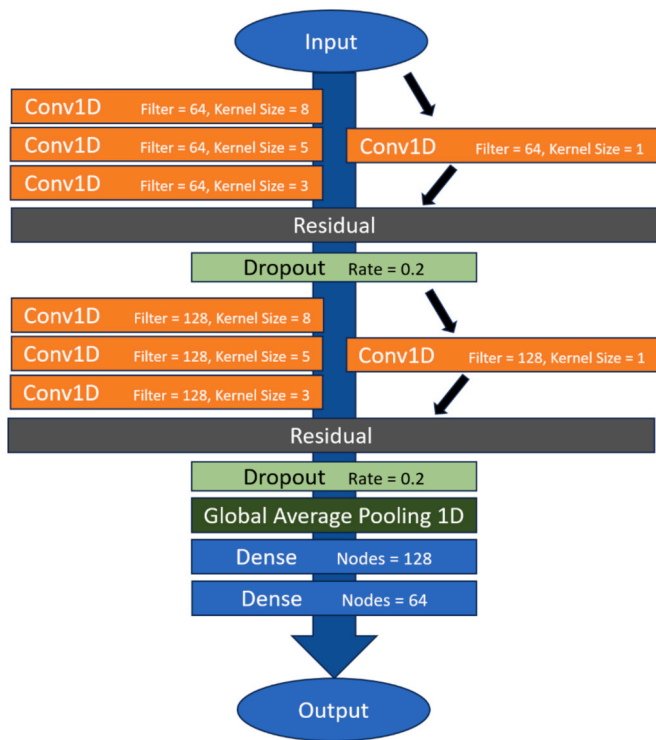 Input
Conv1D Filter = 64, Kernel Size = 8
Conv1D Filter = 64, Kernel Size = 5
Conv1D Filter = 64, Kernel Size = 1
Conv1D Filter = 64, Kernel Size = 3
Residual
Dropout Rate = 0.2
Conv1D Filter = 128, Kernel Size = 8
Conv1D Filter = 128, Kernel Size = 5
Conv1D Filter = 128, Kernel Size = 1
Conv1D Filter = 128, Kernel Size = 3
Residual
Dropout Rate = 0.2
Global Average Pooling 1D
Dense Nodes = 128
Dense Nodes = 64
Output